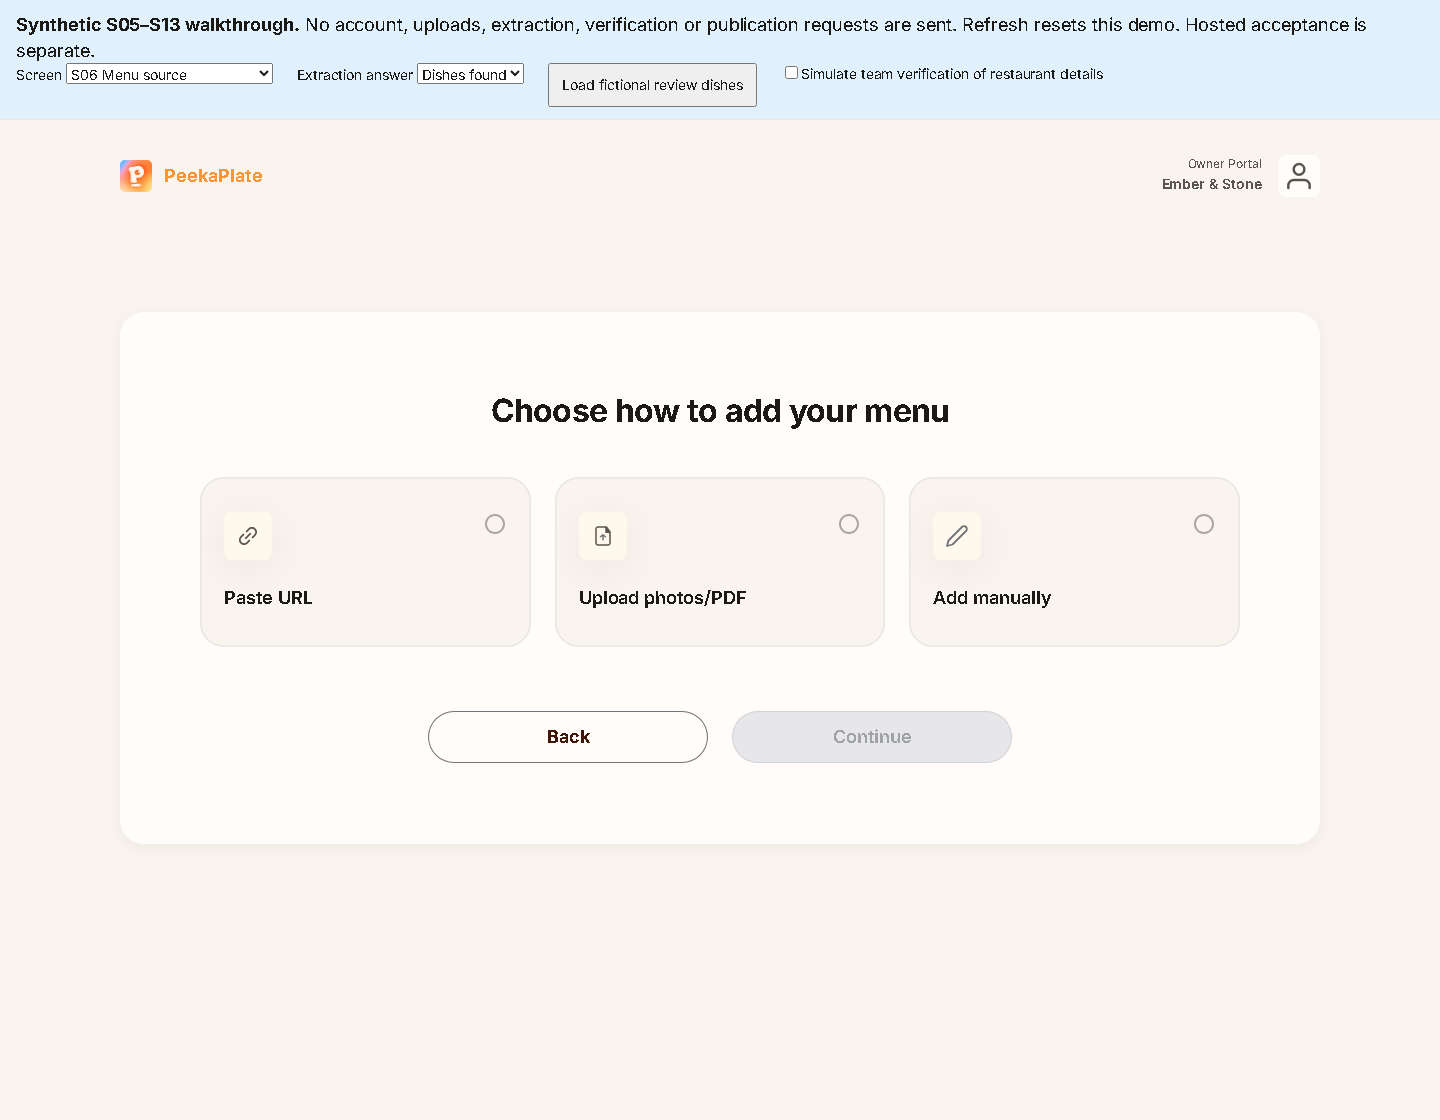 Synthetic S05–S13 walkthrough. No account, uploads, extraction, verification or publication requests are sent. Refresh resets this demo. Hosted acceptance is
separate.
Screen S06 Menu source Extraction answer Dishes found Load fictional review dishes Simulate team verification of restaurant details
PeekaPlate
Owner Portal
Ember & Stone
Choose how to add your menu
Paste URL Upload photos/PDF Add manually
Back Continue